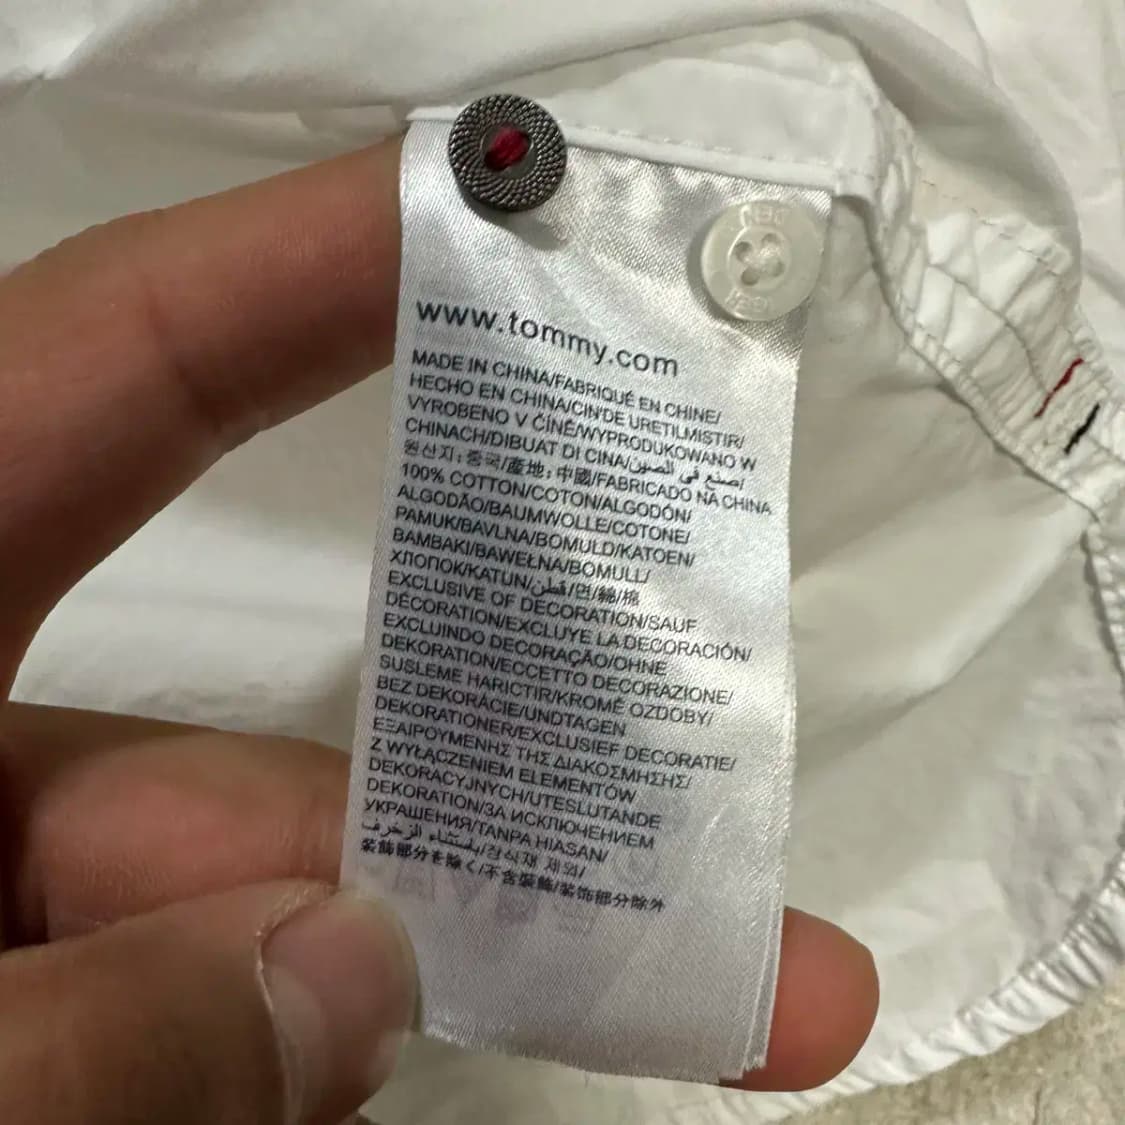 www.tommy.com
MADE IN CHINA/FABRIQUÉ EN CHINE/
HECHO EN CHINA/CIN'DE URETILMISTIR/
VYROBENO V ČÍNĚ/WYPRODUKOWANO W
CHINACH/DIBUAT DI CINA/صنع في الصين/
원산지: 중국/產地: 中國/FABRICADO NA CHINA
100% COTTON/COTON/ALGODÓN/
ALGODÃO/BAUMWOLLE/COTONE/
PAMUK/BAVLNA/BOMULD/KATOEN/
BAMBAKI/BAWEŁNA/BOMULL/
ХЛОПОК/KATUN/قطن/면/綿/棉
EXCLUSIVE OF DECORATION/SAUF
DÉCORATION/EXCLUYE LA DECORACIÓN/
EXCLUINDO DECORAÇÃO/OHNE
DEKORATION/ECCETTO DECORAZIONE/
SUSLEME HARICTIR/KROMĚ OZDOBY/
BEZ DEKORÁCIE/UNDTAGEN
DEKORATIONER/EXCLUSIEF DECORATIE/
ΕΞΑΙΡΟΥΜΕΝΗΣ ΤΗΣ ΔΙΑΚΟΣΜΗΣΗΣ/
Z WYŁĄCZENIEM ELEMENTÓW
DEKORACYJNYCH/UTESLUTANDE
DEKORATION/ЗА ИСКЛЮЧЕНИЕМ
УКРАШЕНИЯ/TANPA HIASAN/
باستثناء الزخرف/장식재 제외/
装飾部分を除く/不含裝飾/装饰部分除外